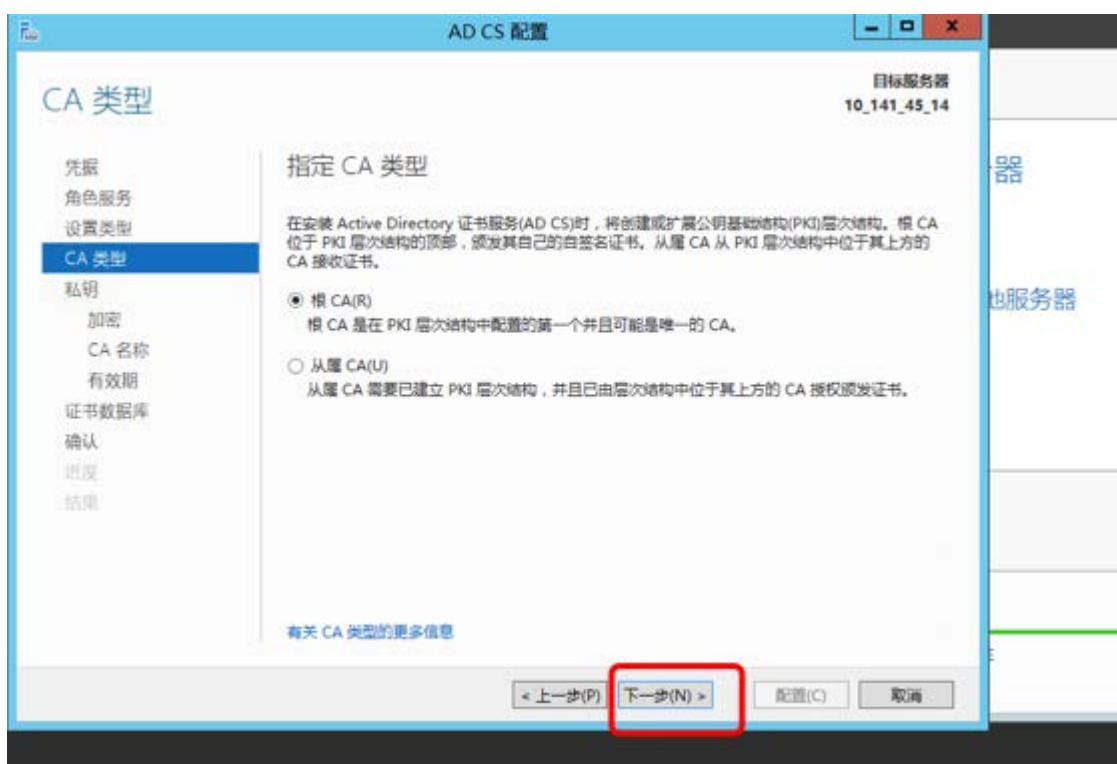 AD CS 配置
CA 类型
目标服务器
10_141_45_14
凭据
角色服务
设置类型
CA 类型
私钥
加密
CA 名称
有效期
证书数据库
确认
进度
结果
指定 CA 类型
在安装 Active Directory 证书服务(AD CS)时，将创建或扩展公钥基础结构(PKI)层次结构。根 CA
位于 PKI 层次结构的顶部，颁发其自己的自签名证书。从属 CA 从 PKI 层次结构中位于其上方的
CA 接收证书。
根 CA(R)
根 CA 是在 PKI 层次结构中配置的第一个并且可能是唯一的 CA。
从属 CA(U)
从属 CA 需要已建立 PKI 层次结构，并且已由层次结构中位于其上方的 CA 授权颁发证书。
有关 CA 类型的更多信息
< 上一步(P)
下一步(N) >
配置(C)
取消
器
他服务器